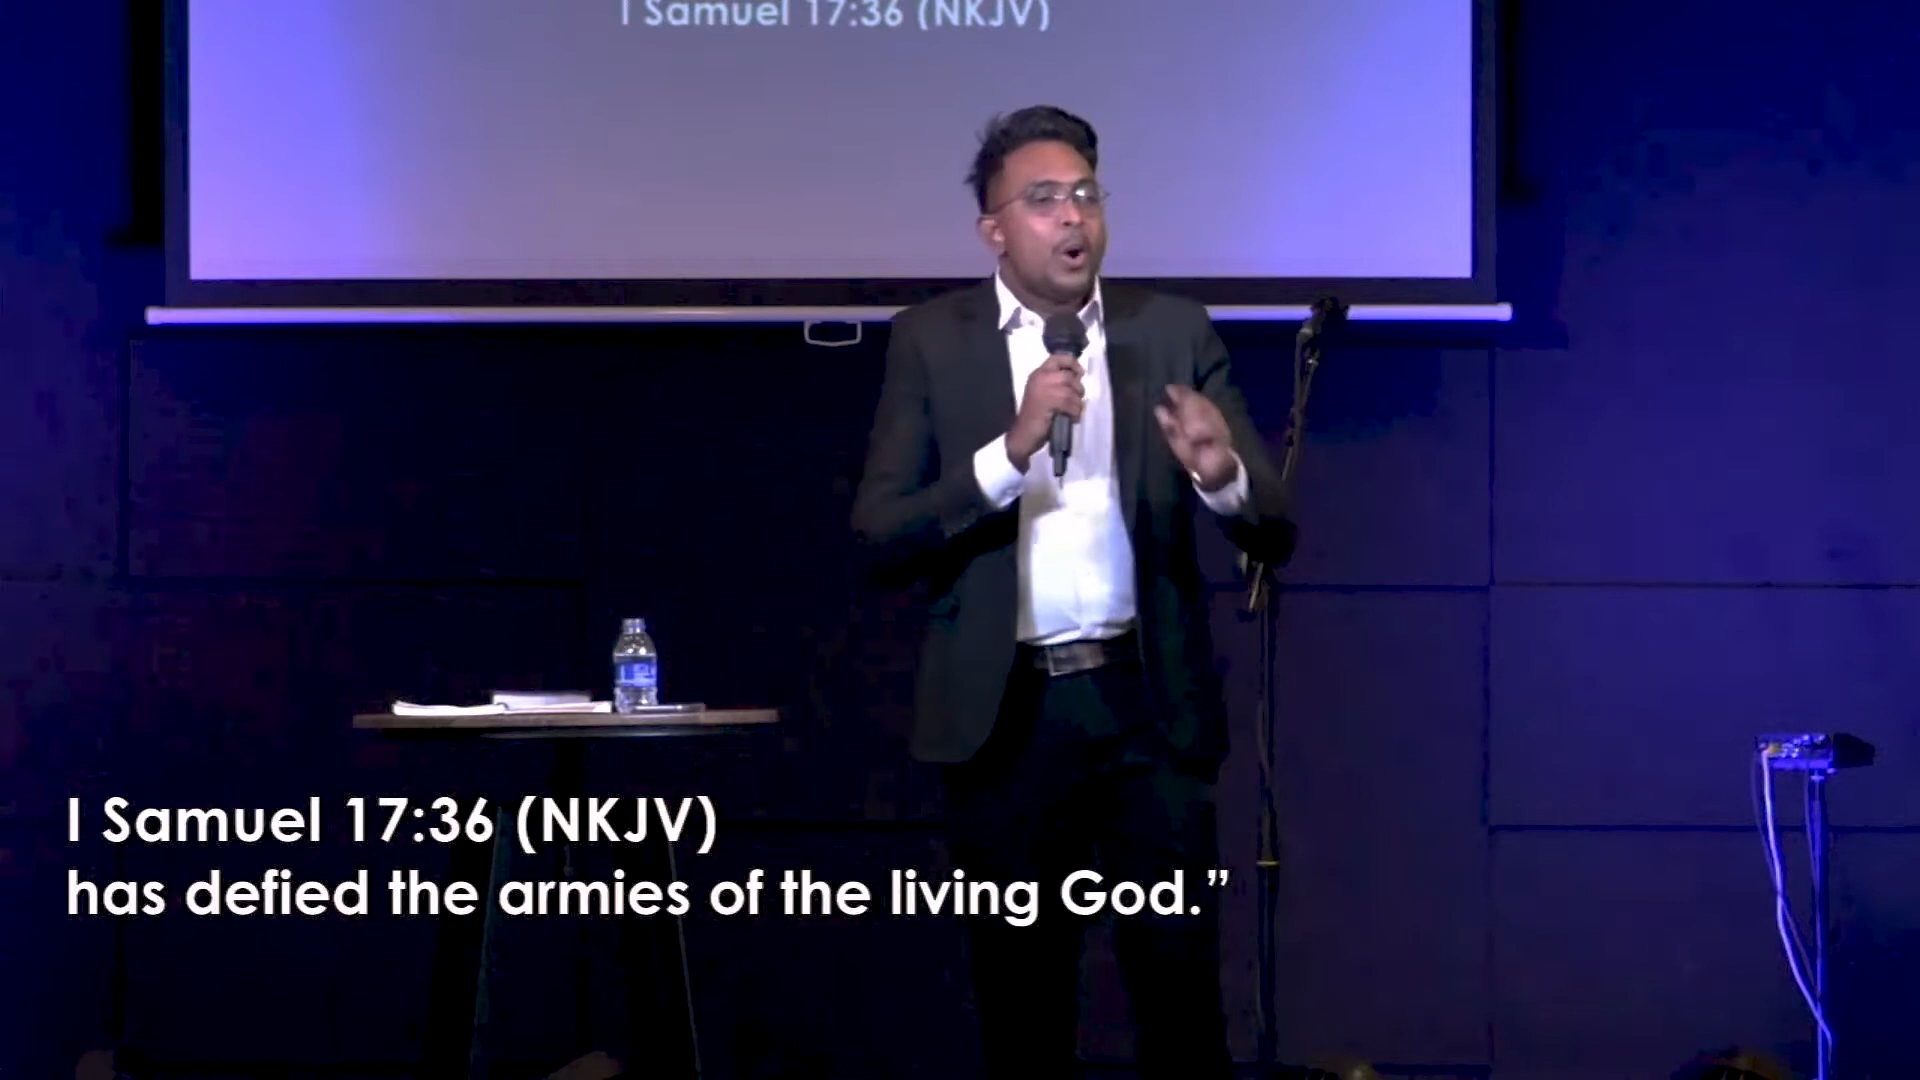 I Samuel 17:36 (NKJV)
I Samuel 17:36 (NKJV)
has defied the armies of the living God.”